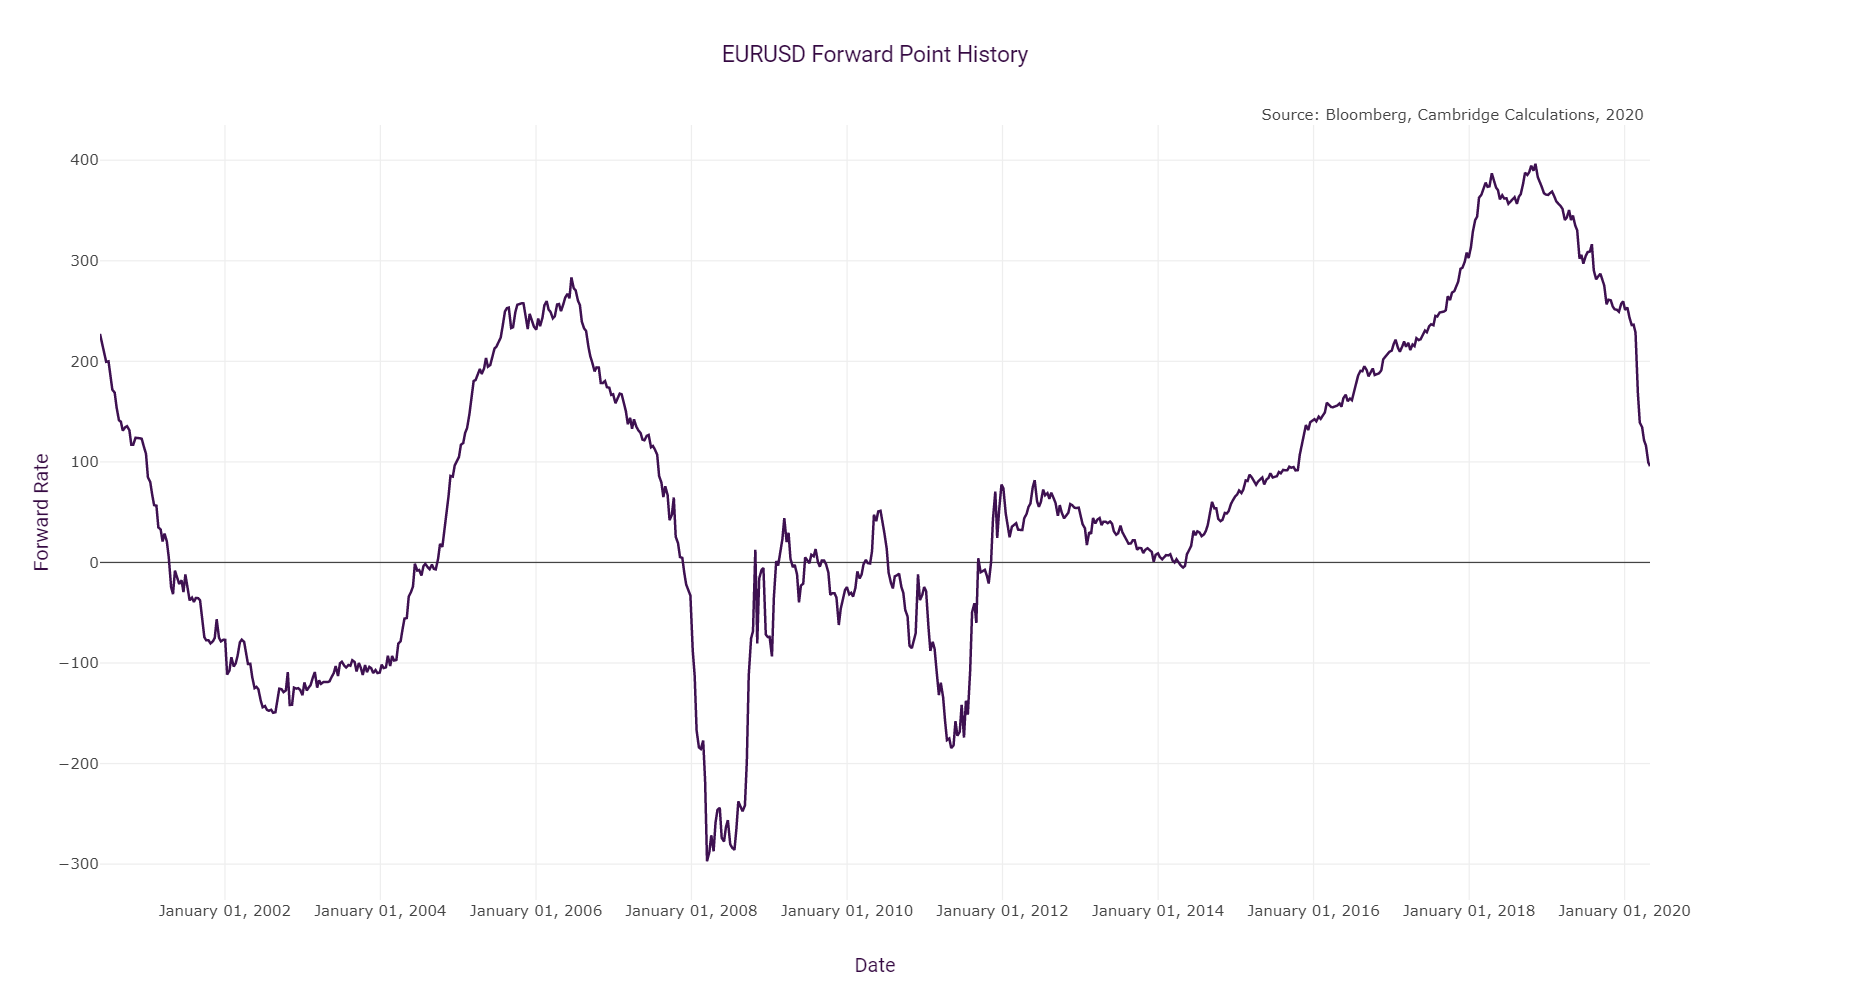 EURUSD Forward Point History
Source: Bloomberg, Cambridge Calculations, 2020
Forward Rate
400
300
200
100
0
−100
−200
−300
January 01, 2002
January 01, 2004
January 01, 2006
January 01, 2008
January 01, 2010
January 01, 2012
January 01, 2014
January 01, 2016
January 01, 2018
January 01, 2020
Date